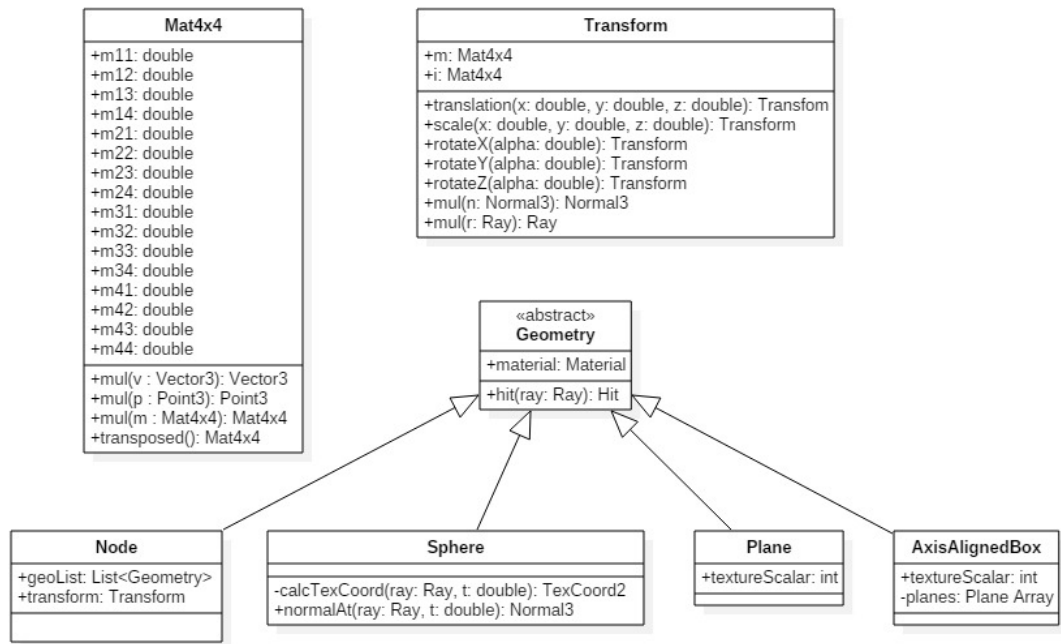 Mat4x4
+m11: double
+m12: double
+m13: double
+m14: double
+m21: double
+m22: double
+m23: double
+m24: double
+m31: double
+m32: double
+m33: double
+m34: double
+m41: double
+m42: double
+m43: double
+m44: double
+mul(v : Vector3): Vector3
+mul(p : Point3): Point3
+mul(m : Mat4x4): Mat4x4
+transposed(): Mat4x4
Transform
+m: Mat4x4
+i: Mat4x4
+translation(x: double, y: double, z: double): Transfom
+scale(x: double, y: double, z: double): Transform
+rotateX(alpha: double): Transform
+rotateY(alpha: double): Transform
+rotateZ(alpha: double): Transform
+mul(n: Normal3): Normal3
+mul(r: Ray): Ray
«abstract»
Geometry
+material: Material
+hit(ray: Ray): Hit
Node
+geoList: List<Geometry>
+transform: Transform
Sphere
-calcTexCoord(ray: Ray, t: double): TexCoord2
+normalAt(ray: Ray, t: double): Normal3
Plane
+textureScalar: int
AxisAlignedBox
+textureScalar: int
-planes: Plane Array